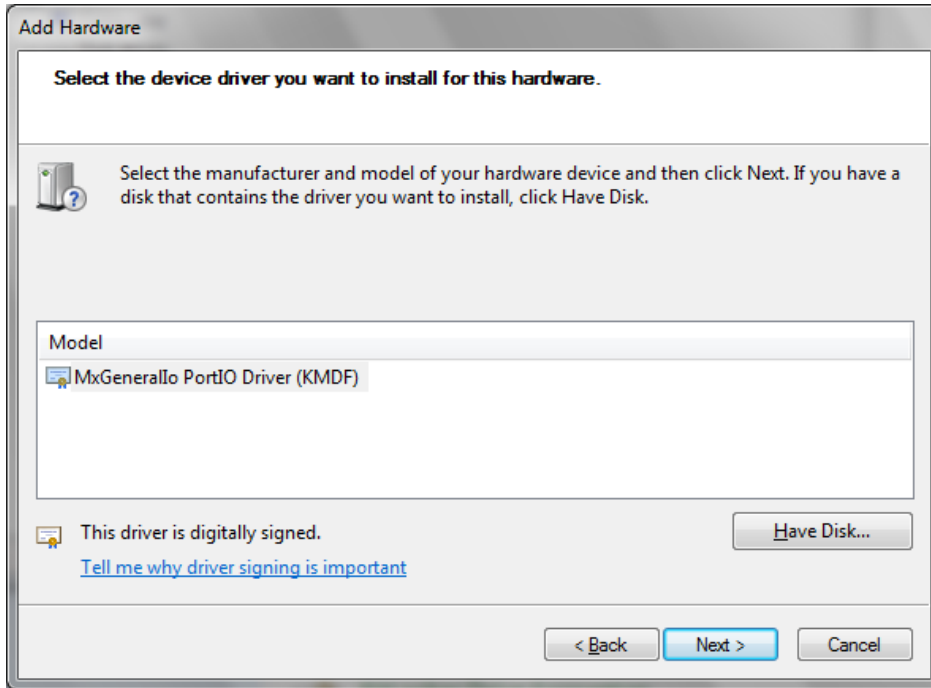 Add Hardware
Select the device driver you want to install for this hardware.
Select the manufacturer and model of your hardware device and then click Next. If you have a
disk that contains the driver you want to install, click Have Disk.
Model
MxGeneralIo PortIO Driver (KMDF)
This driver is digitally signed.
Have Disk...
Tell me why driver signing is important
< Back
Next >
Cancel